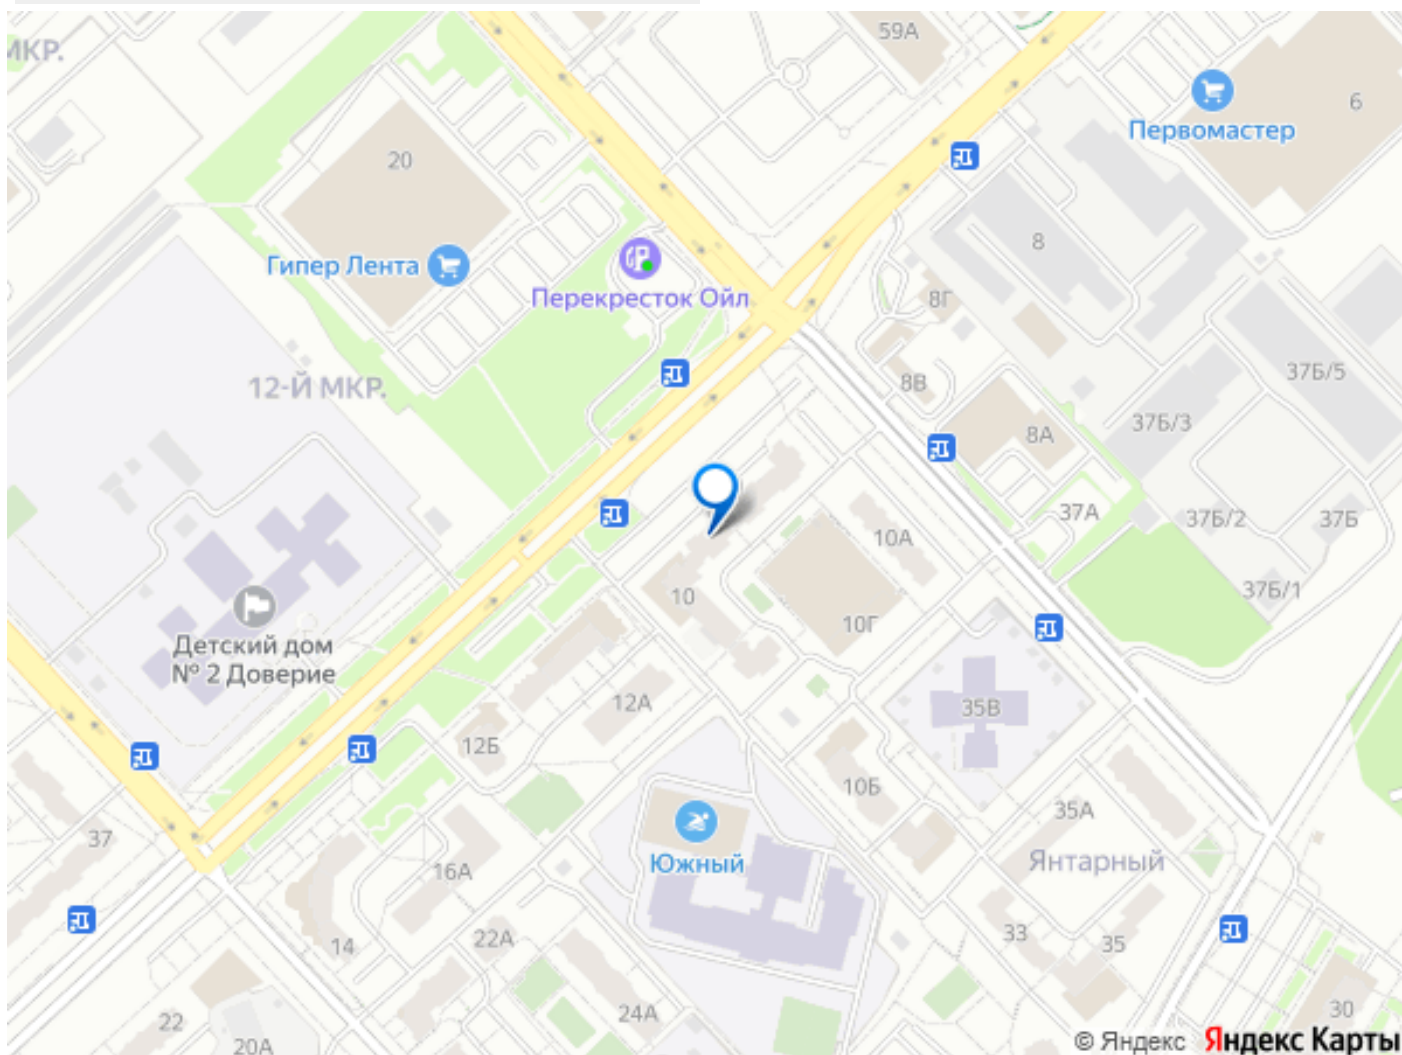 59А
МКР.
6
Первомастер
20
8
Гипер Лента
Перекресток Ойл
8Г
37Б/5
12-Й МКР.
8В
37Б/3
8А
37А
37Б/2
37Б
10А
37Б/1
10
10Г
Детский дом
№ 2 Доверие
12А
35В
12Б
10Б
35А
37
Южный
Янтарный
16А
33
35
14
22А
24А
30
22
20А
© Яндекс Яндекс Карты